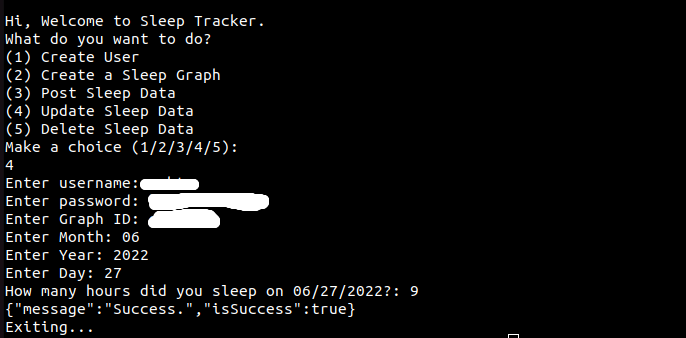 Hi, Welcome to Sleep Tracker.
What do you want to do?
(1) Create User
(2) Create a Sleep Graph
(3) Post Sleep Data
(4) Update Sleep Data
(5) Delete Sleep Data
Make a choice (1/2/3/4/5):
4
Enter username:
Enter password:
Enter Graph ID:
Enter Month: 06
Enter Year: 2022
Enter Day: 27
How many hours did you sleep on 06/27/2022?: 9
{"message":"Success.","isSuccess":true}
Exiting...